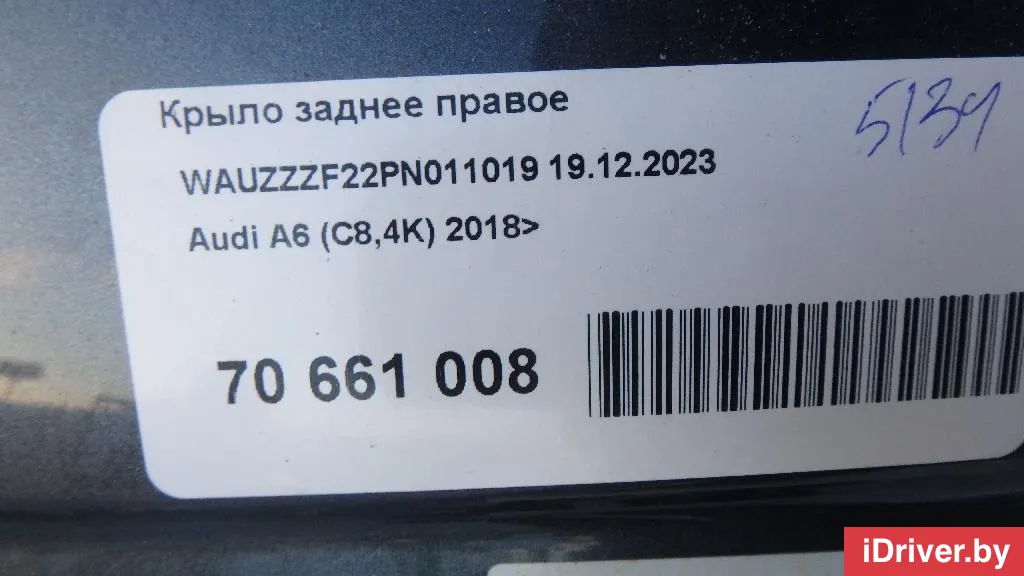 Крыло заднее правое
5134
WAUZZZF22PN011019 19.12.2023
Audi A6 (C8,4K) 2018>
70 661 008
iDriver.by